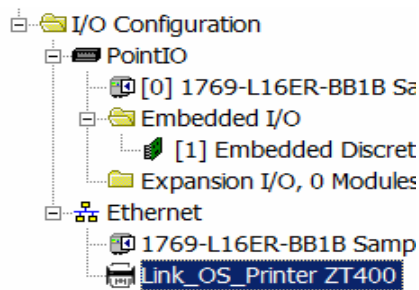 I/O Configuration
PointIO
[0] 1769-L16ER-BB1B Sa
Embedded I/O
[1] Embedded Discret
Expansion I/O, 0 Modules
Ethernet
1769-L16ER-BB1B Samp
Link_OS_Printer ZT400